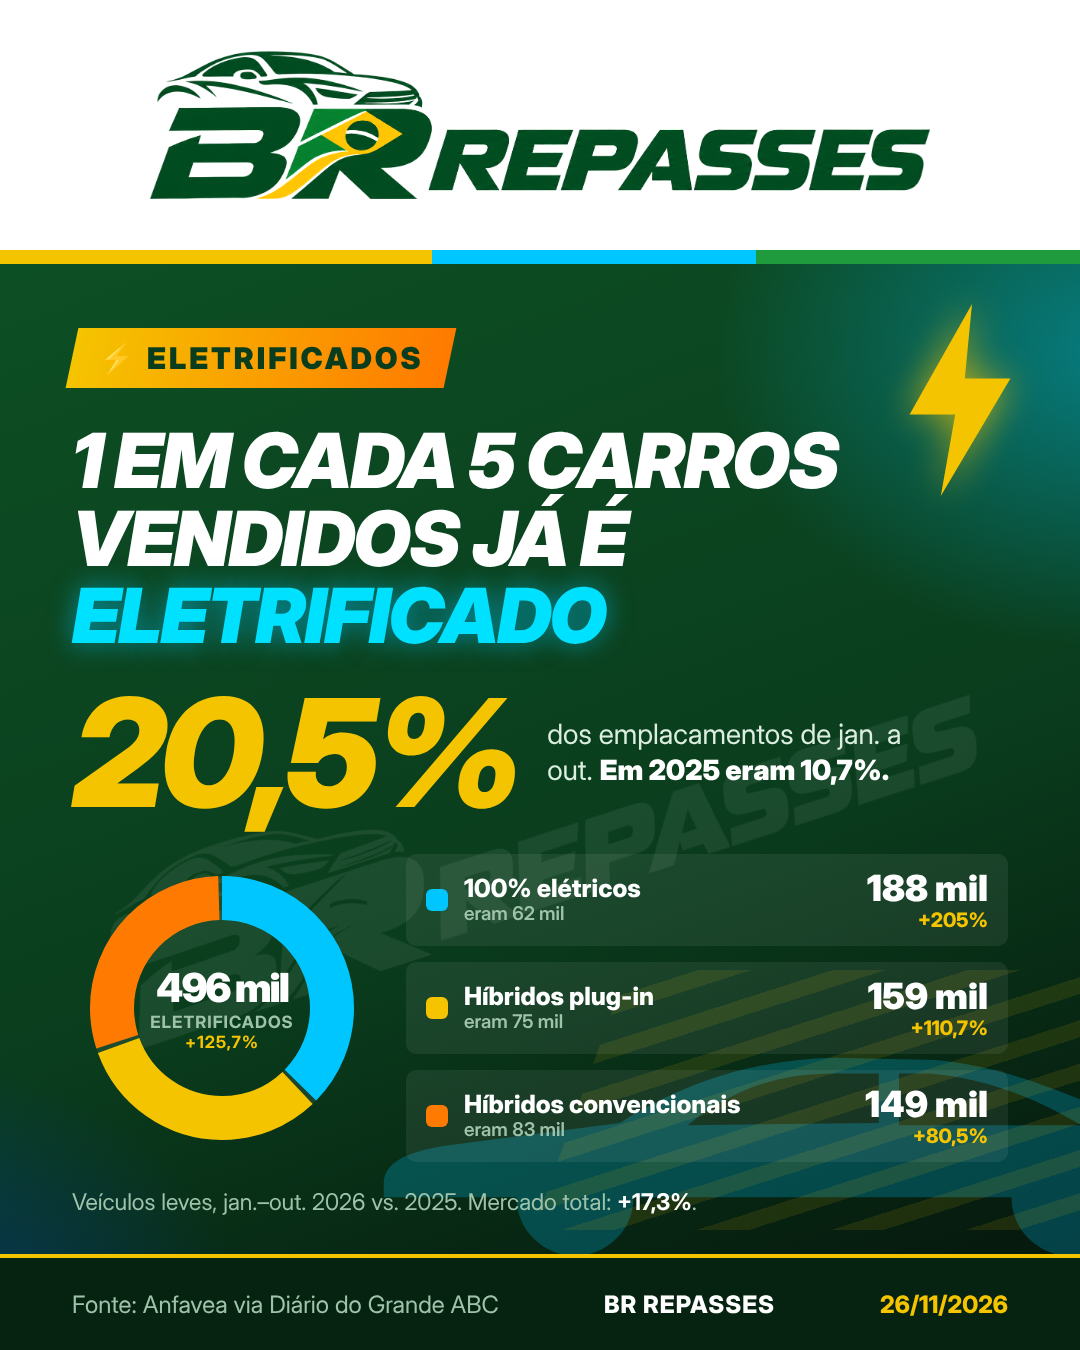 BR REPASSES
⚡ ELETRIFICADOS
1 EM CADA 5 CARROS
VENDIDOS JÁ É
ELETRIFICADO
20,5%
dos emplacamentos de jan. a
out. Em 2025 eram 10,7%.
BR REPASSES
496 mil
ELETRIFICADOS
+125,7%
100% elétricos
eram 62 mil
188 mil
+205%
Híbridos plug-in
eram 75 mil
159 mil
+110,7%
Híbridos convencionais
eram 83 mil
149 mil
+80,5%
Veículos leves, jan.–out. 2026 vs. 2025. Mercado total: +17,3%.
Fonte: Anfavea via Diário do Grande ABC
BR REPASSES
26/11/2026